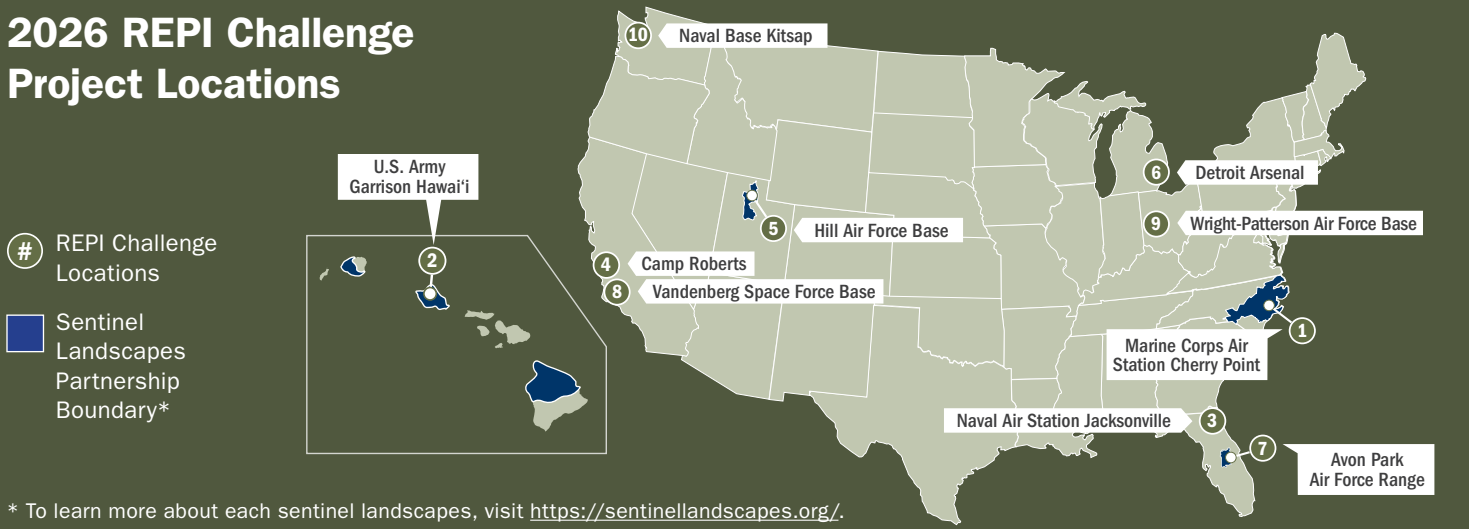 2026 REPI Challenge
Project Locations
10
Naval Base Kitsap
U.S. Army
Garrison Hawai‘i
6
Detroit Arsenal
#
REPI Challenge
Locations
2
5
Hill Air Force Base
9
Wright-Patterson Air Force Base
4
Camp Roberts
8
Vandenberg Space Force Base
Sentinel
Landscapes
Partnership
Boundary*
1
Marine Corps Air
Station Cherry Point
Naval Air Station Jacksonville
3
7
Avon Park
Air Force Range
* To learn more about each sentinel landscapes, visit https://sentinellandscapes.org/.